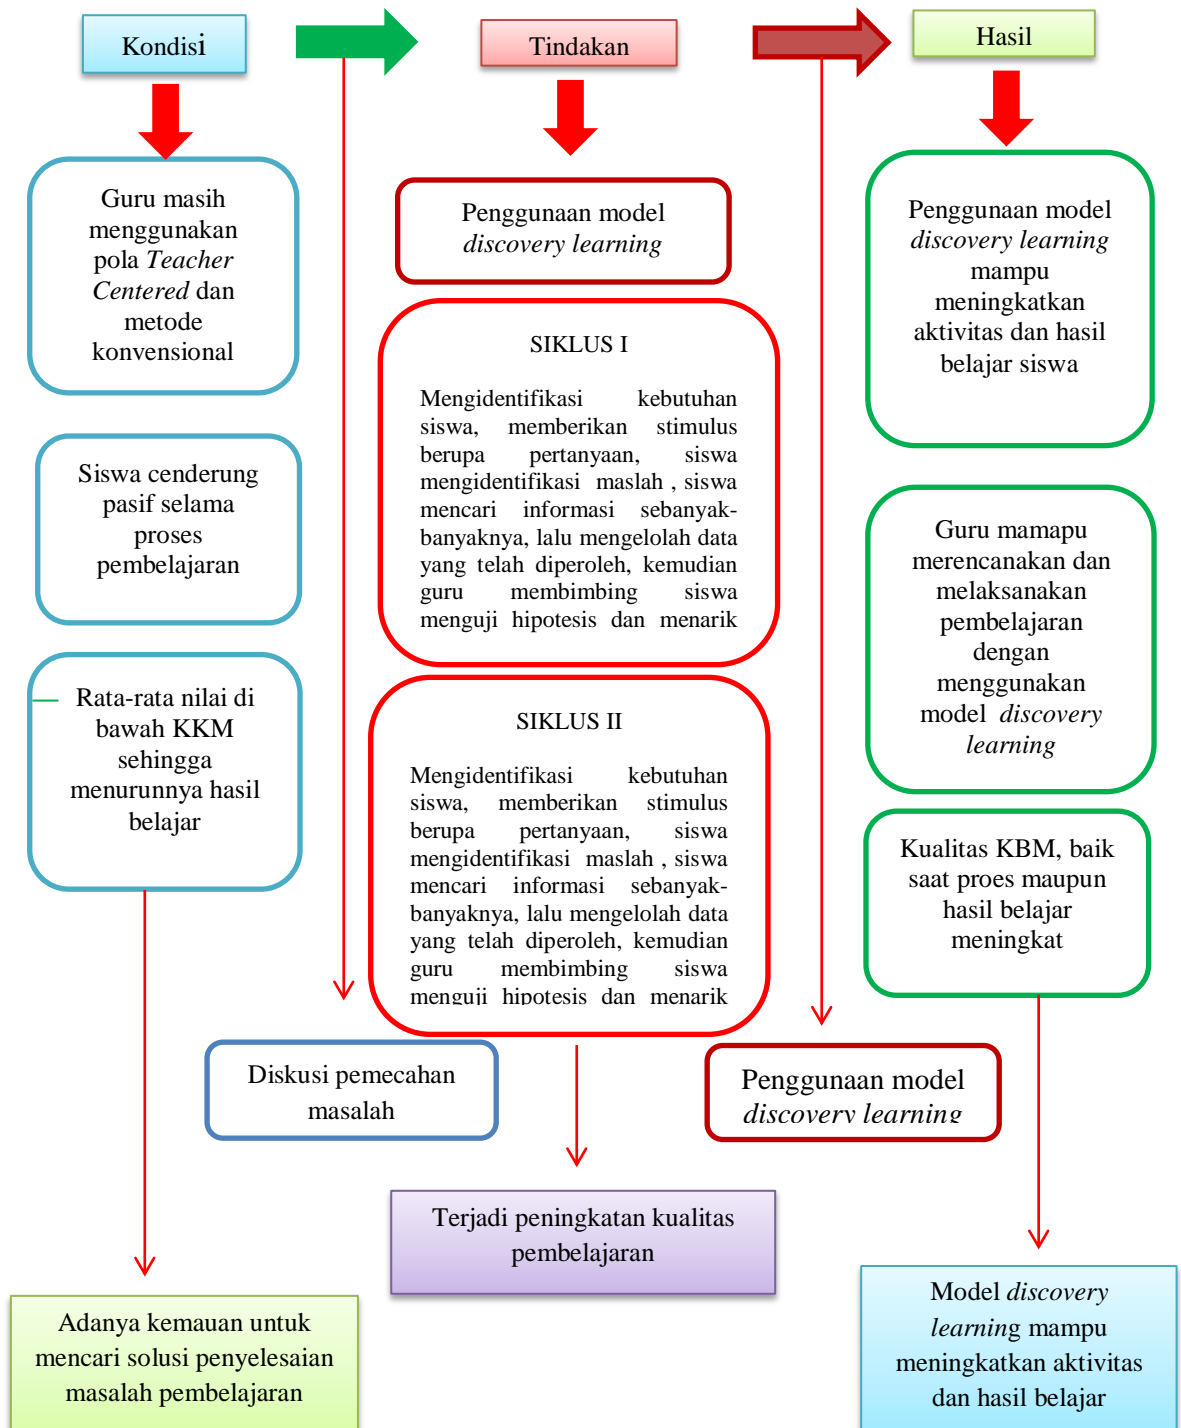 Kondisi
Tindakan
Hasil
Guru masih
menggunakan
pola Teacher
Centered dan
metode
konvensional
Siswa cenderung
pasif selama
proses
pembelajaran
Rata-rata nilai di
bawah KKM
sehingga
menurunnya hasil
belajar
Penggunaan model
discovery learning
SIKLUS I
Mengidentifikasi kebutuhan
siswa, memberikan stimulus
berupa pertanyaan, siswa
mengidentifikasi maslah , siswa
mencari informasi sebanyak-
banyaknya, lalu mengelolah data
yang telah diperoleh, kemudian
guru membimbing siswa
menguji hipotesis dan menarik
SIKLUS II
Mengidentifikasi kebutuhan
siswa, memberikan stimulus
berupa pertanyaan, siswa
mengidentifikasi maslah , siswa
mencari informasi sebanyak-
banyaknya, lalu mengelolah data
yang telah diperoleh, kemudian
guru membimbing siswa
menguji hipotesis dan menarik
Penggunaan model
discovery learning
mampu
meningkatkan
aktivitas dan hasil
belajar siswa
Guru mamapu
merencanakan dan
melaksanakan
pembelajaran
dengan
menggunakan
model discovery
learning
Kualitas KBM, baik
saat proes maupun
hasil belajar
meningkat
Diskusi pemecahan
masalah
Penggunaan model
discovery learning
Terjadi peningkatan kualitas
pembelajaran
Adanya kemauan untuk
mencari solusi penyelesaian
masalah pembelajaran
Model discovery
learning mampu
meningkatkan aktivitas
dan hasil belajar